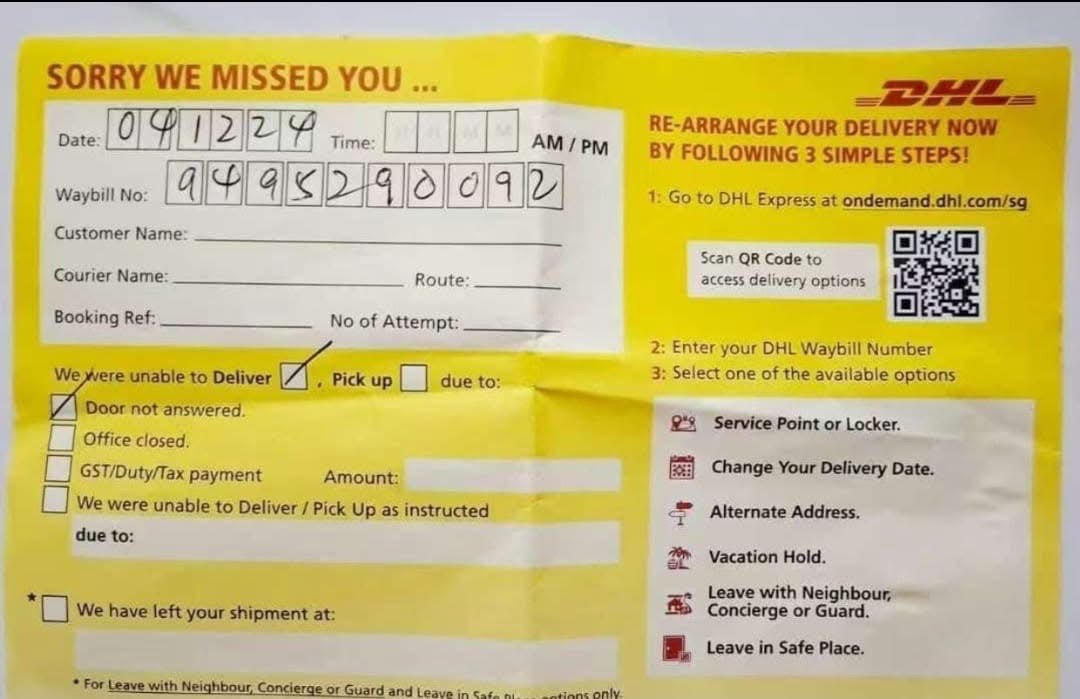 SORRY WE MISSED YOU ...
Date: 041224 Time: AM / PM
Waybill No: 9495290092
Customer Name:
Courier Name: Route:
Booking Ref: No of Attempt:
We were unable to Deliver , Pick up due to:
Door not answered.
Office closed.
GST/Duty/Tax payment Amount:
We were unable to Deliver / Pick Up as instructed
due to:
* We have left your shipment at:
* For Leave with Neighbour, Concierge or Guard and Leave in Safe options only.
DHL
RE-ARRANGE YOUR DELIVERY NOW
BY FOLLOWING 3 SIMPLE STEPS!
1: Go to DHL Express at ondemand.dhl.com/sg
Scan QR Code to
access delivery options
2: Enter your DHL Waybill Number
3: Select one of the available options
Service Point or Locker.
Change Your Delivery Date.
Alternate Address.
Vacation Hold.
Leave with Neighbour,
Concierge or Guard.
Leave in Safe Place.